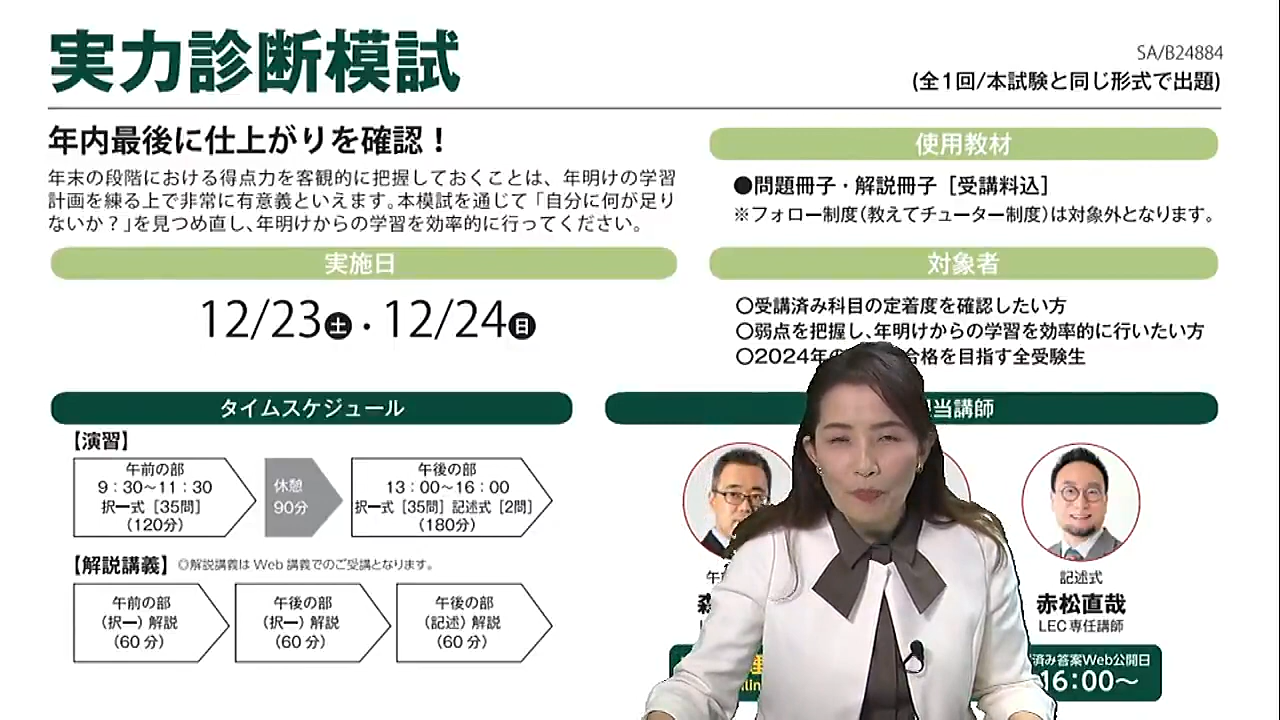 実力診断模試
SA/B24884
(全1回/本試験と同じ形式で出題)
年内最後に仕上がりを確認！
年末の段階における得点力を客観的に把握しておくことは、年明けの学習
計画を練る上で非常に有意義といえます。本模試を通じて「自分に何が足り
ないか？」を見つめ直し、年明けからの学習を効率的に行ってください。
使用教材
●問題冊子・解説冊子［受講料込］
※フォロー制度(教えてチューター制度)は対象外となります。
実施日
12/23土・12/24日
対象者
〇受講済み科目の定着度を確認したい方
〇弱点を把握し、年明けからの学習を効率的に行いたい方
〇2024年 合格を目指す全受験生
タイムスケジュール
【演習】
午前の部
9：30～11：30
択一式［35問］
(120分)
休憩
90分
午後の部
13：00～16：00
択一式［35問］記述式［2問］
(180分)
【解説講義】◎解説講義は Web 講義でのご受講となります。
午前の部
(択一) 解説
(60 分)
午後の部
(択一) 解説
(60 分)
午後の部
(記述) 解説
(60 分)
当講師
記述式
赤松直哉
LEC専任講師
済み答案Web公開日
16:00～